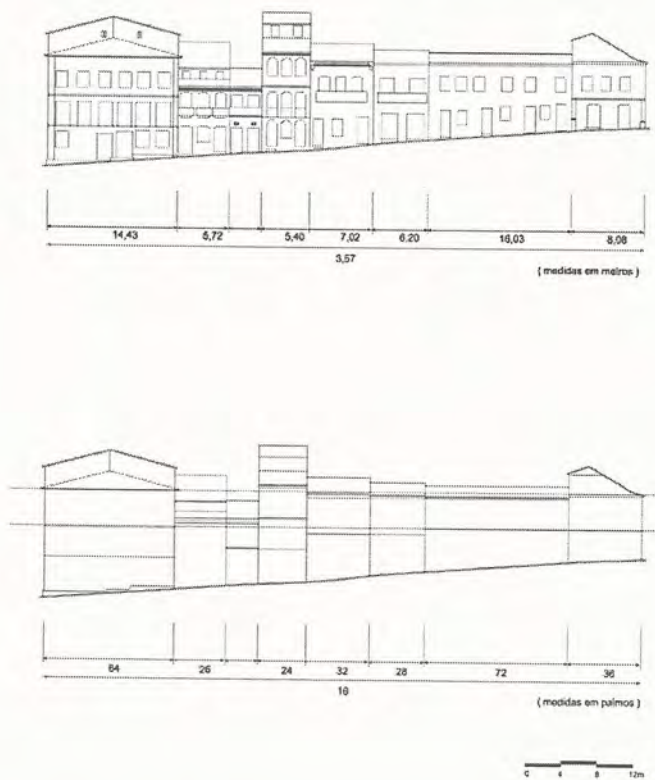 14,43 5,72 5,40 7,02 6,20 16,03 8,08
3,57
( medidas em metros )
64 26 24 32 28 72 36
16
( medidas em palmos )
0 4 8 12m